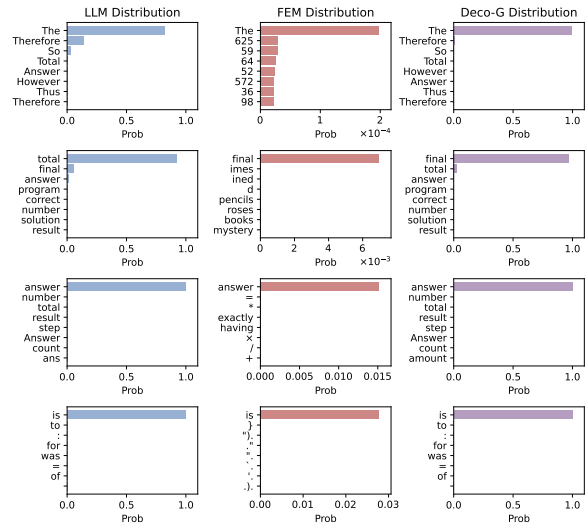 LLM Distribution
The
Therefore
So
Total
Answer
However
Thus
Therefore
0.0 0.5 1.0
Prob
FEM Distribution
The
625
59
64
52
572
36
98
0 1 2
Prob
×10⁻⁴
Deco-G Distribution
The
Therefore
So
Total
However
Answer
Thus
Therefore
0.0 0.5 1.0
Prob
total
final
answer
program
correct
number
solution
result
0.0 0.5 1.0
Prob
final
imes
ined
d
pencils
roses
books
mystery
0 2 4 6
Prob
×10⁻³
final
total
answer
program
correct
number
solution
result
0.0 0.5 1.0
Prob
answer
number
total
result
step
Answer
count
ans
0.0 0.5 1.0
Prob
answer
=
*
exactly
having
×
/
+
0.000 0.005 0.010 0.015
Prob
answer
number
total
result
step
Answer
count
amount
0.0 0.5 1.0
Prob
is
to
:
for
was
=
of
0.0 0.5 1.0
Prob
is
}
").
.).
0.00 0.01 0.02 0.03
Prob
is
to
:
for
was
=
of
0.0 0.5 1.0
Prob